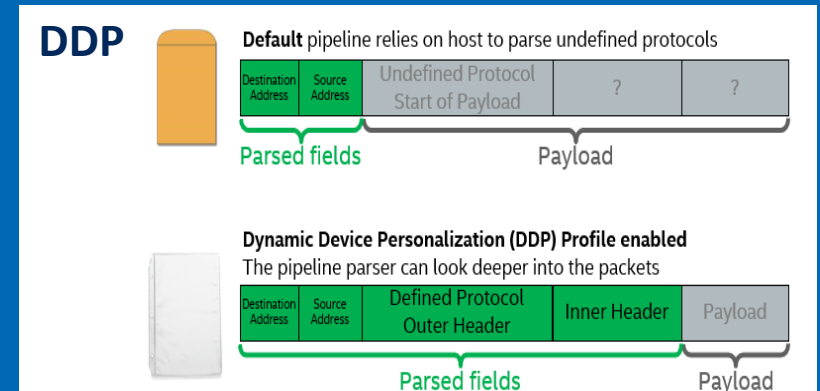 DDP
Default pipeline relies on host to parse undefined protocols
Destination Address
Source Address
Undefined Protocol
Start of Payload
?
?
Parsed fields
Payload
Dynamic Device Personalization (DDP) Profile enabled
The pipeline parser can look deeper into the packets
Destination Address
Source Address
Defined Protocol
Outer Header
Inner Header
Payload
Parsed fields
Payload